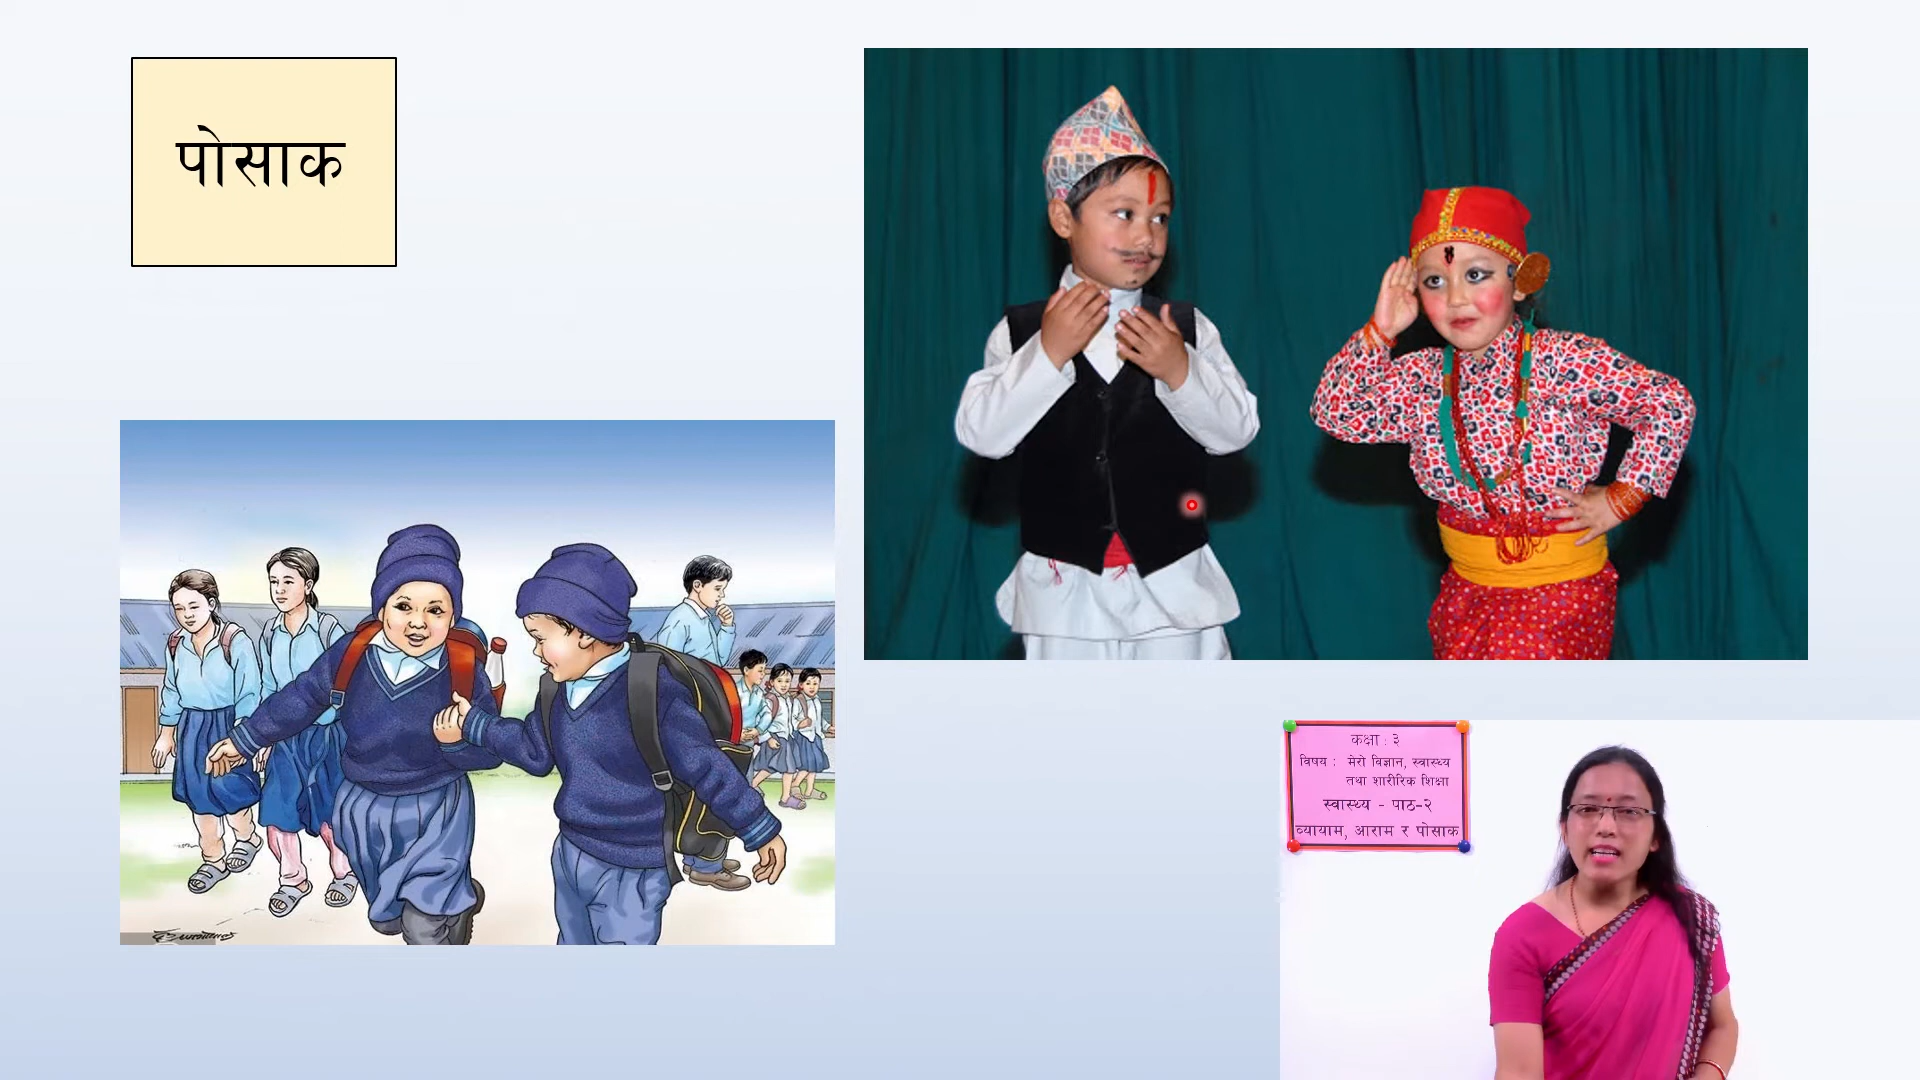 पोसाक
कक्षा : ३
विषय : मेरो विज्ञान, स्वास्थ्य
तथा शारीरिक शिक्षा
स्वास्थ्य - पाठ-२
व्यायाम, आराम र पोसाक